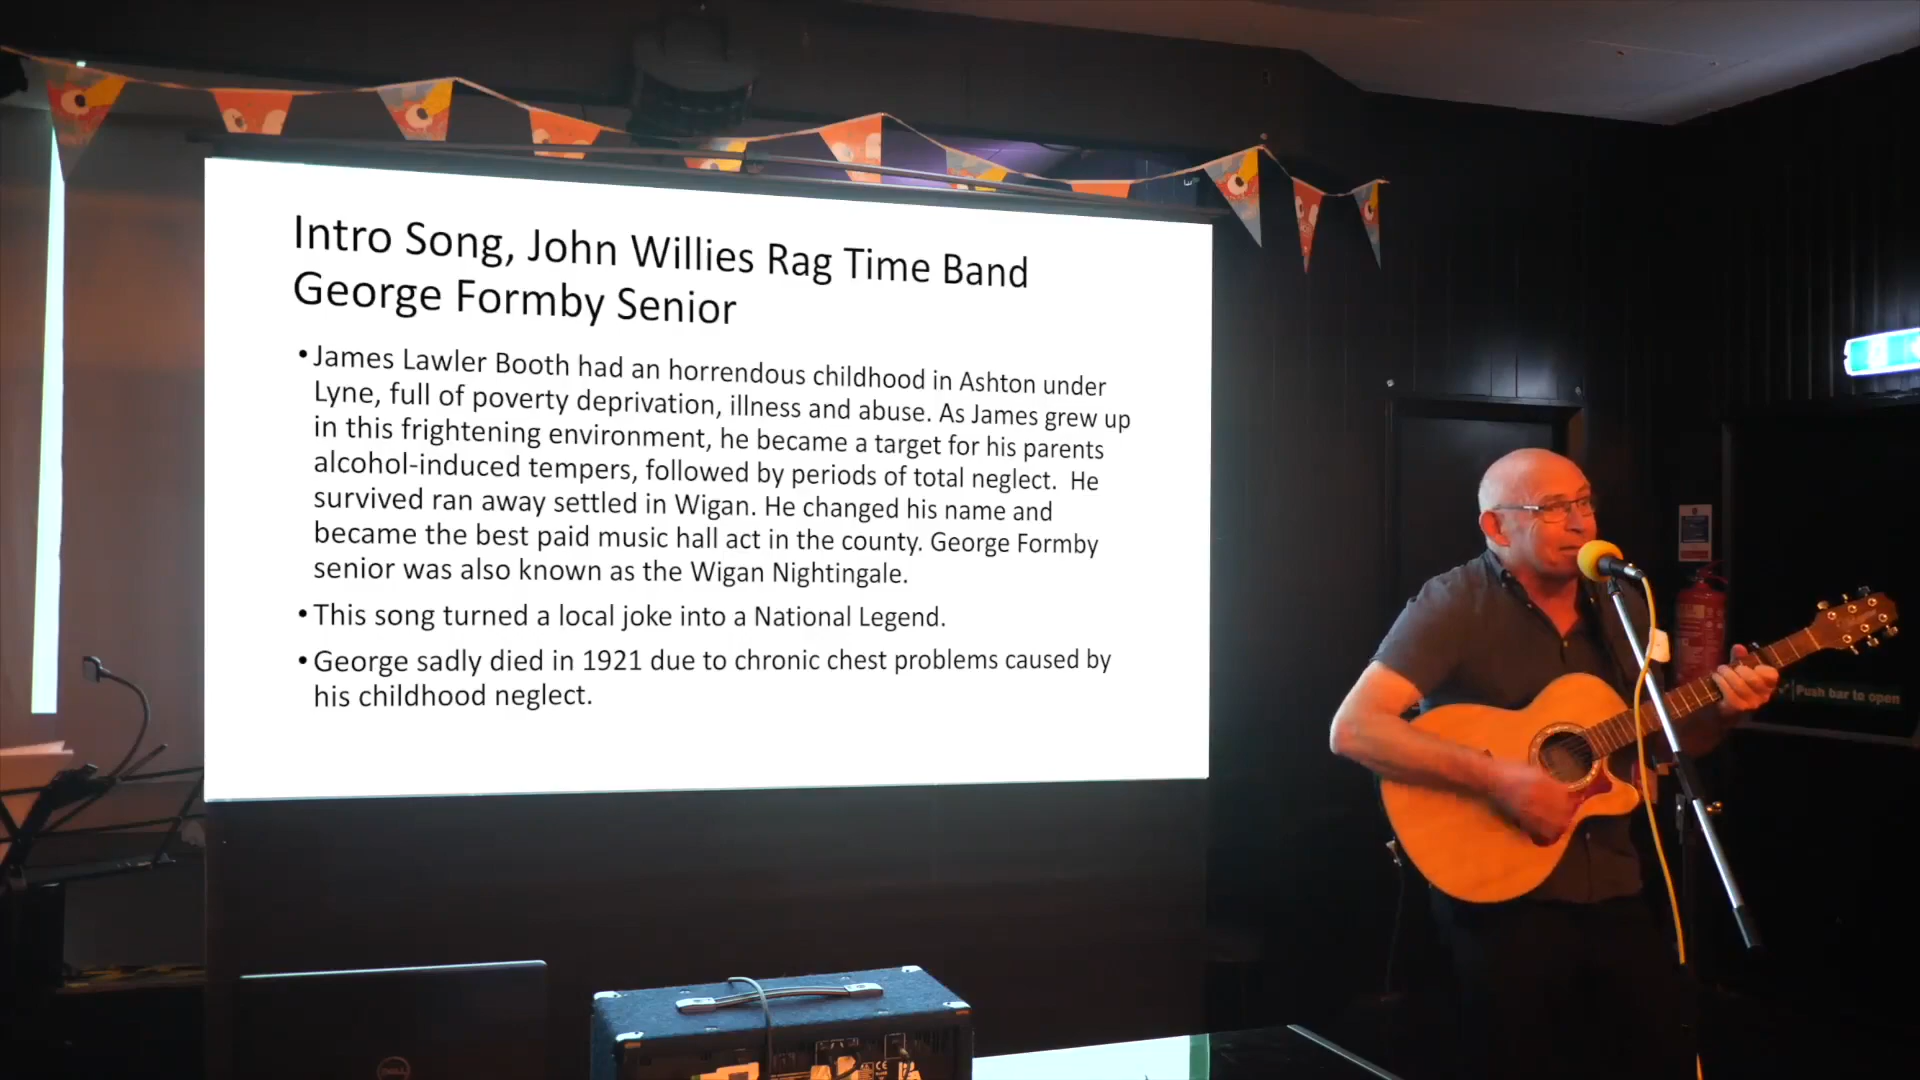 Intro Song, John Willies Rag Time Band
George Formby Senior
•James Lawler Booth had an horrendous childhood in Ashton under
Lyne, full of poverty deprivation, illness and abuse. As James grew up
in this frightening environment, he became a target for his parents
alcohol-induced tempers, followed by periods of total neglect.  He
survived ran away settled in Wigan. He changed his name and
became the best paid music hall act in the county. George Formby
senior was also known as the Wigan Nightingale.
•This song turned a local joke into a National Legend.
•George sadly died in 1921 due to chronic chest problems caused by
his childhood neglect.
Push bar to open
DELL
CE